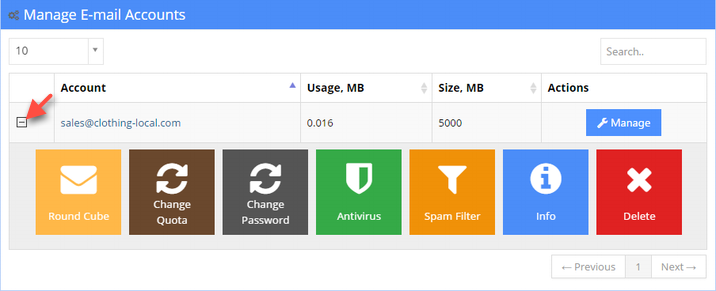 Manage E-mail Accounts
10
Search..
Account Usage, MB Size, MB Actions
sales@clothing-local.com 0.016 5000 Manage
Round Cube
Change
Quota
Change
Password
Antivirus
Spam Filter
Info
Delete
← Previous 1 Next →